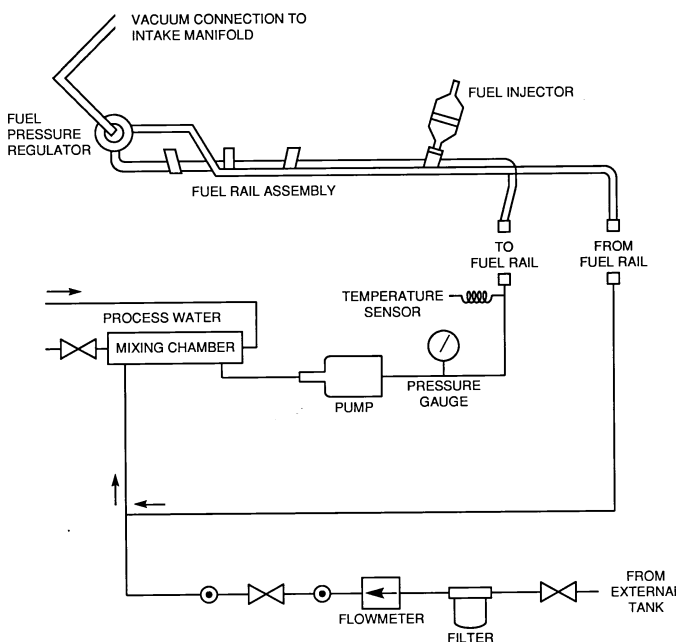 VACUUM CONNECTION TO
INTAKE MANIFOLD
FUEL INJECTOR
FUEL
PRESSURE
REGULATOR
FUEL RAIL ASSEMBLY
TO
FUEL RAIL
FROM
FUEL RAIL
TEMPERATURE
SENSOR
PROCESS WATER
MIXING CHAMBER
PRESSURE
GAUGE
PUMP
FROM
EXTERNAL
TANK
FLOWMETER
FILTER